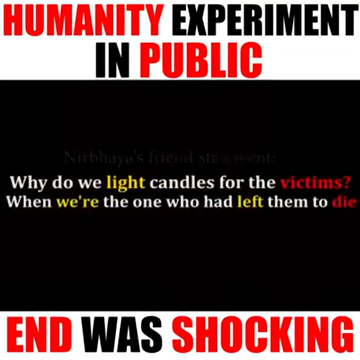 HUMANITY EXPERIMENT
IN PUBLIC
Nirbhaya's friend statement:
Why do we light candles for the victims?
When we're the one who had left them to die
END WAS SHOCKING